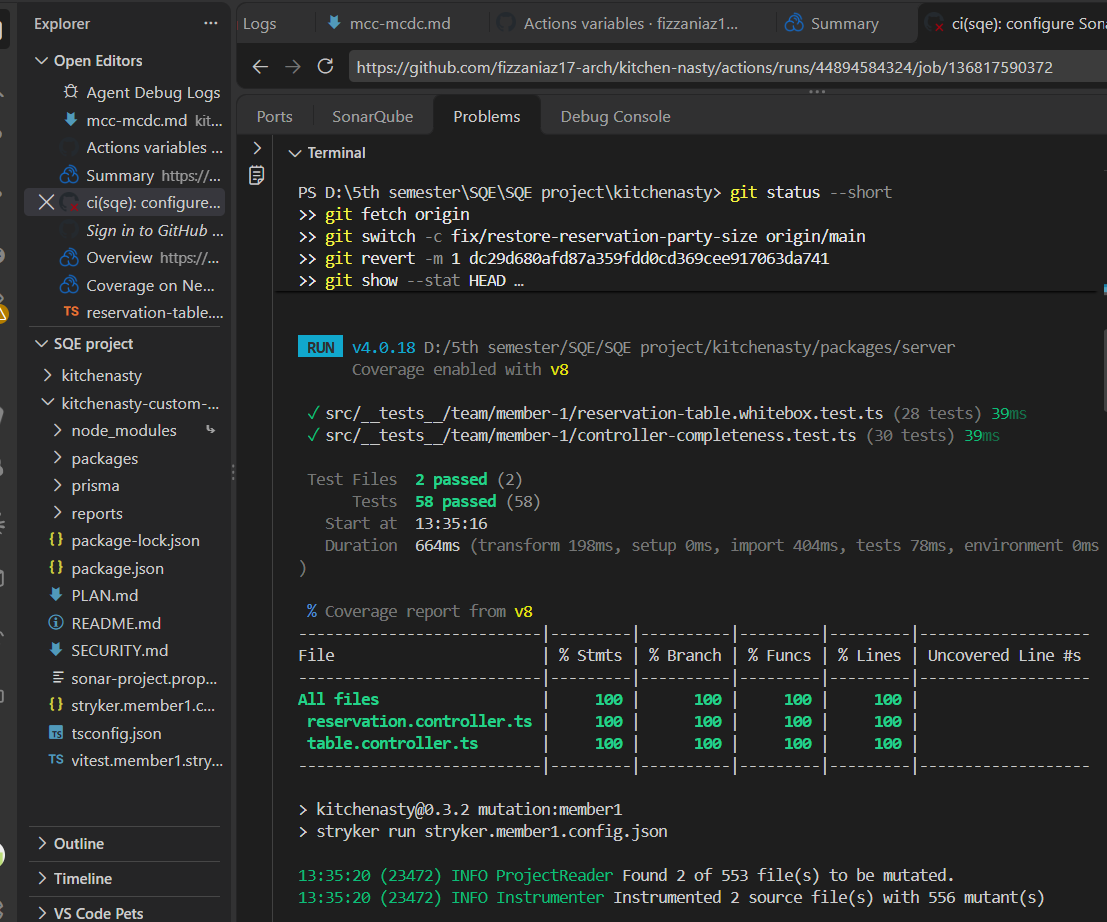 Explorer
Open Editors
Agent Debug Logs
mcc-mcdc.md kit...
Actions variables ...
Summary https://...
ci(sqe): configure...
Sign in to GitHub ...
Overview https://...
Coverage on Ne...
TS reservation-table....
SQE project
kitchenasty
kitchenasty-custom-...
node_modules
packages
prisma
reports
{} package-lock.json
{} package.json
PLAN.md
README.md
SECURITY.md
sonar-project.prop...
{} stryker.member1.c...
TS tsconfig.json
TS vitest.member1.stry...
Outline
Timeline
VS Code Pets
Logs
mcc-mcdc.md
Actions variables · fizzaniaz1...
Summary
ci(sqe): configure Sona
https://github.com/fizzaniaz17-arch/kitchen-nasty/actions/runs/44894584324/job/136817590372
Ports SonarQube Problems Debug Console
Terminal
PS D:\5th semester\SQE\SQE project\kitchenasty> git status --short
>> git fetch origin
>> git switch -c fix/restore-reservation-party-size origin/main
>> git revert -m 1 dc29d680afd87a359fdd0cd369cee917063da741
>> git show --stat HEAD …
RUN v4.0.18 D:/5th semester/SQE/SQE project/kitchenasty/packages/server
Coverage enabled with v8
✓ src/__tests__/team/member-1/reservation-table.whitebox.test.ts (28 tests) 39ms
✓ src/__tests__/team/member-1/controller-completeness.test.ts (30 tests) 39ms
Test Files 2 passed (2)
Tests 58 passed (58)
Start at 13:35:16
Duration 664ms (transform 198ms, setup 0ms, import 404ms, tests 78ms, environment 0ms
)
% Coverage report from v8
---------------------------|---------|----------|---------|---------|-------------------
File | % Stmts | % Branch | % Funcs | % Lines | Uncovered Line #s
---------------------------|---------|----------|---------|---------|-------------------
All files | 100 | 100 | 100 | 100 |
reservation.controller.ts | 100 | 100 | 100 | 100 |
table.controller.ts | 100 | 100 | 100 | 100 |
---------------------------|---------|----------|---------|---------|-------------------
> kitchenasty@0.3.2 mutation:member1
> stryker run stryker.member1.config.json
13:35:20 (23472) INFO ProjectReader Found 2 of 553 file(s) to be mutated.
13:35:20 (23472) INFO Instrumenter Instrumented 2 source file(s) with 556 mutant(s)